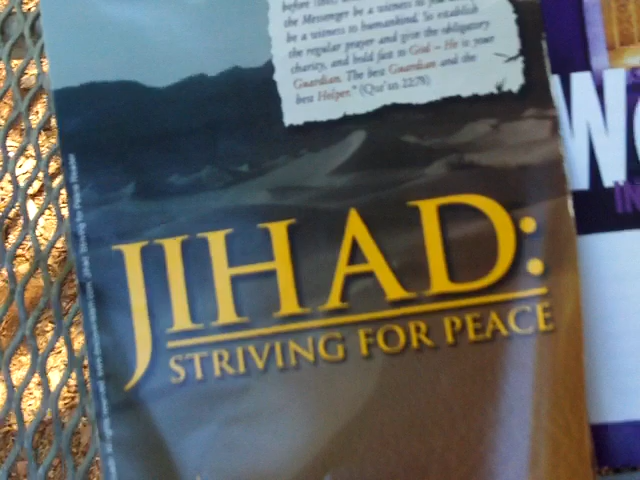 the Messenger be a witness to you
be a witness to humankind. So establish
the regular prayer and give the obligatory
charity, and hold fast to God – He is your
Guardian. The best Guardian and the
best Helper." (Qur'an 22:78)
JIHAD:
STRIVING FOR PEACE
IN